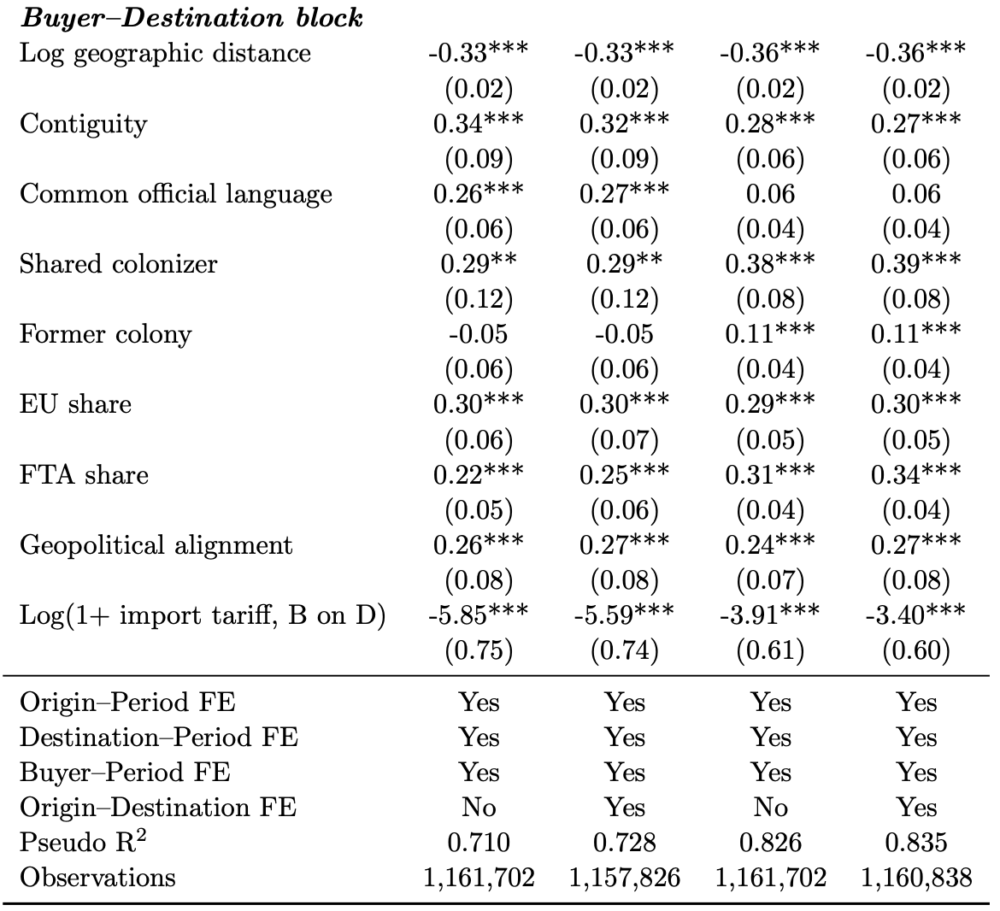 Buyer–Destination block
Log geographic distance -0.33*** -0.33*** -0.36*** -0.36***
(0.02) (0.02) (0.02) (0.02)
Contiguity 0.34*** 0.32*** 0.28*** 0.27***
(0.09) (0.09) (0.06) (0.06)
Common official language 0.26*** 0.27*** 0.06 0.06
(0.06) (0.06) (0.04) (0.04)
Shared colonizer 0.29** 0.29** 0.38*** 0.39***
(0.12) (0.12) (0.08) (0.08)
Former colony -0.05 -0.05 0.11*** 0.11***
(0.06) (0.06) (0.04) (0.04)
EU share 0.30*** 0.30*** 0.29*** 0.30***
(0.06) (0.07) (0.05) (0.05)
FTA share 0.22*** 0.25*** 0.31*** 0.34***
(0.05) (0.06) (0.04) (0.04)
Geopolitical alignment 0.26*** 0.27*** 0.24*** 0.27***
(0.08) (0.08) (0.07) (0.08)
Log(1+ import tariff, B on D) -5.85*** -5.59*** -3.91*** -3.40***
(0.75) (0.74) (0.61) (0.60)
Origin–Period FE Yes Yes Yes Yes
Destination–Period FE Yes Yes Yes Yes
Buyer–Period FE Yes Yes Yes Yes
Origin–Destination FE No Yes No Yes
Pseudo R² 0.710 0.728 0.826 0.835
Observations 1,161,702 1,157,826 1,161,702 1,160,838